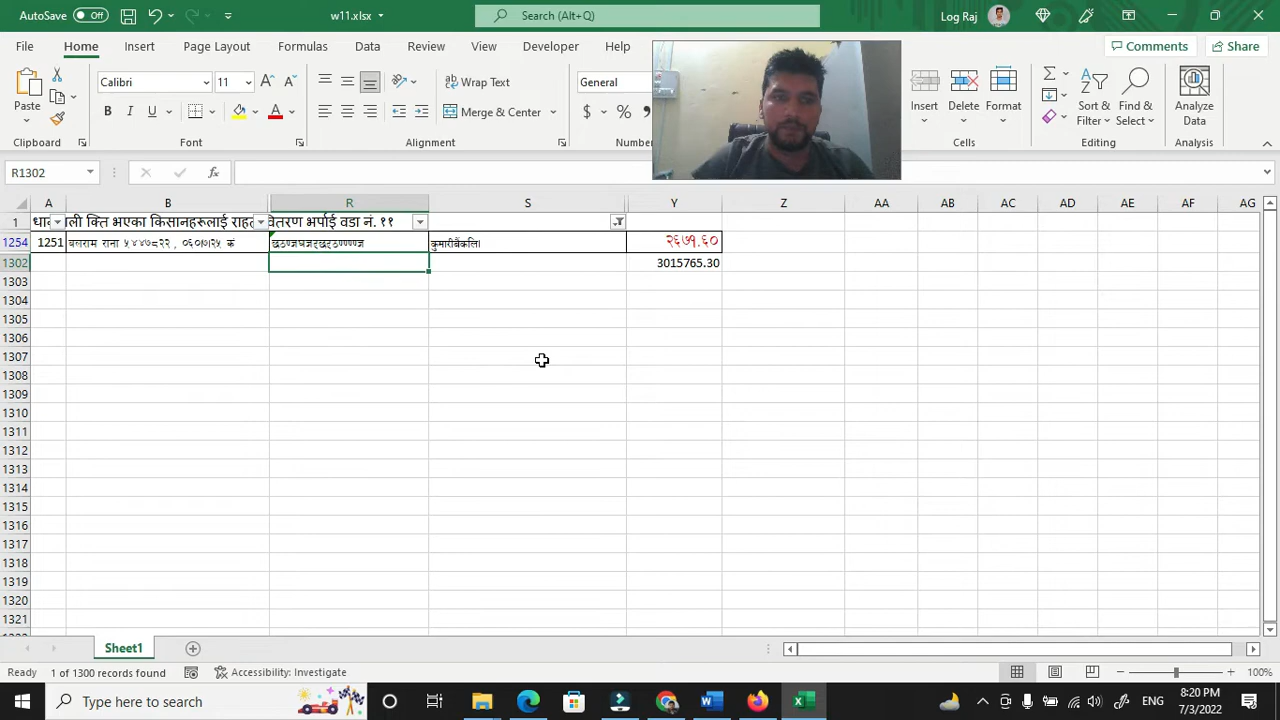 AutoSave Off w11.xlsx Search (Alt+Q) Log Raj
File Home Insert Page Layout Formulas Data Review View Developer Help Comments Share
Calibri 11 Wrap Text General
Paste B I U Merge & Center $ % Insert Delete Format Sort & Filter Find & Select Analyze Data
Clipboard Font Alignment Cells Editing Analysis
R1302
A B R S Y Z AA AB AC AD AE AF AG
1 ली क्ति भएका किसानहरूलाई राहत वितरण भर्पाई वडा नं. ११
1254 1251 बलराम राना ५४४७८२२ , ०६०७२५ कं कुमारीबैंकलि। २६७१.६०
1302 3015765.30
1303
1304
1305
1306
1307
1308
1309
1310
1311
1312
1313
1314
1315
1316
1317
1318
1319
1320
1321
Sheet1
Ready 1 of 1300 records found Accessibility: Investigate 100%
Type here to search ENG 8:20 PM
7/3/2022